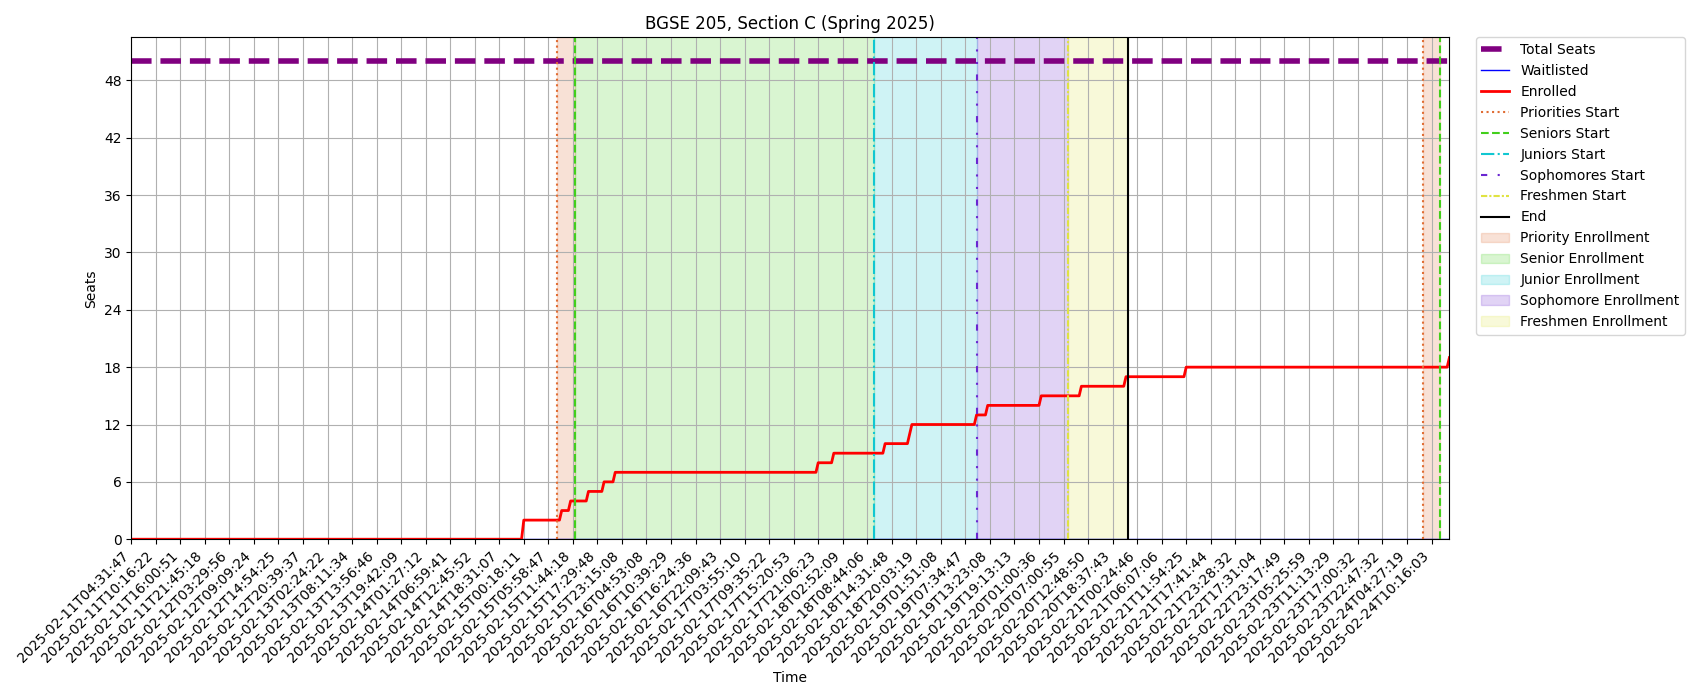 BGSE 205, Section C (Spring 2025)
Seats
48
42
36
30
24
18
12
6
0
2025-02-11T04:31:47
2025-02-11T10:16:22
2025-02-11T16:00:51
2025-02-11T21:45:18
2025-02-12T03:29:56
2025-02-12T09:09:24
2025-02-12T14:54:25
2025-02-12T20:39:37
2025-02-13T02:24:22
2025-02-13T08:11:34
2025-02-13T13:56:46
2025-02-13T19:42:09
2025-02-14T01:27:12
2025-02-14T06:59:41
2025-02-14T12:45:52
2025-02-14T18:31:07
2025-02-15T00:18:11
2025-02-15T05:58:47
2025-02-15T11:44:18
2025-02-15T17:29:48
2025-02-15T23:15:08
2025-02-16T04:53:08
2025-02-16T10:39:29
2025-02-16T16:24:36
2025-02-16T22:09:43
2025-02-17T03:55:10
2025-02-17T09:35:22
2025-02-17T15:20:53
2025-02-17T21:06:23
2025-02-18T02:52:09
2025-02-18T08:44:06
2025-02-18T14:31:48
2025-02-18T20:03:19
2025-02-19T01:51:08
2025-02-19T07:34:47
2025-02-19T13:23:08
2025-02-19T19:13:13
2025-02-20T01:00:36
2025-02-20T07:00:55
2025-02-20T12:48:50
2025-02-20T18:37:43
2025-02-21T00:24:46
2025-02-21T06:07:06
2025-02-21T11:54:25
2025-02-21T17:41:44
2025-02-21T23:28:32
2025-02-22T17:31:04
2025-02-22T23:17:49
2025-02-23T05:25:59
2025-02-23T11:13:29
2025-02-23T17:00:32
2025-02-23T22:47:32
2025-02-24T04:27:19
2025-02-24T10:16:03
Time
Total Seats
Waitlisted
Enrolled
Priorities Start
Seniors Start
Juniors Start
Sophomores Start
Freshmen Start
End
Priority Enrollment
Senior Enrollment
Junior Enrollment
Sophomore Enrollment
Freshmen Enrollment